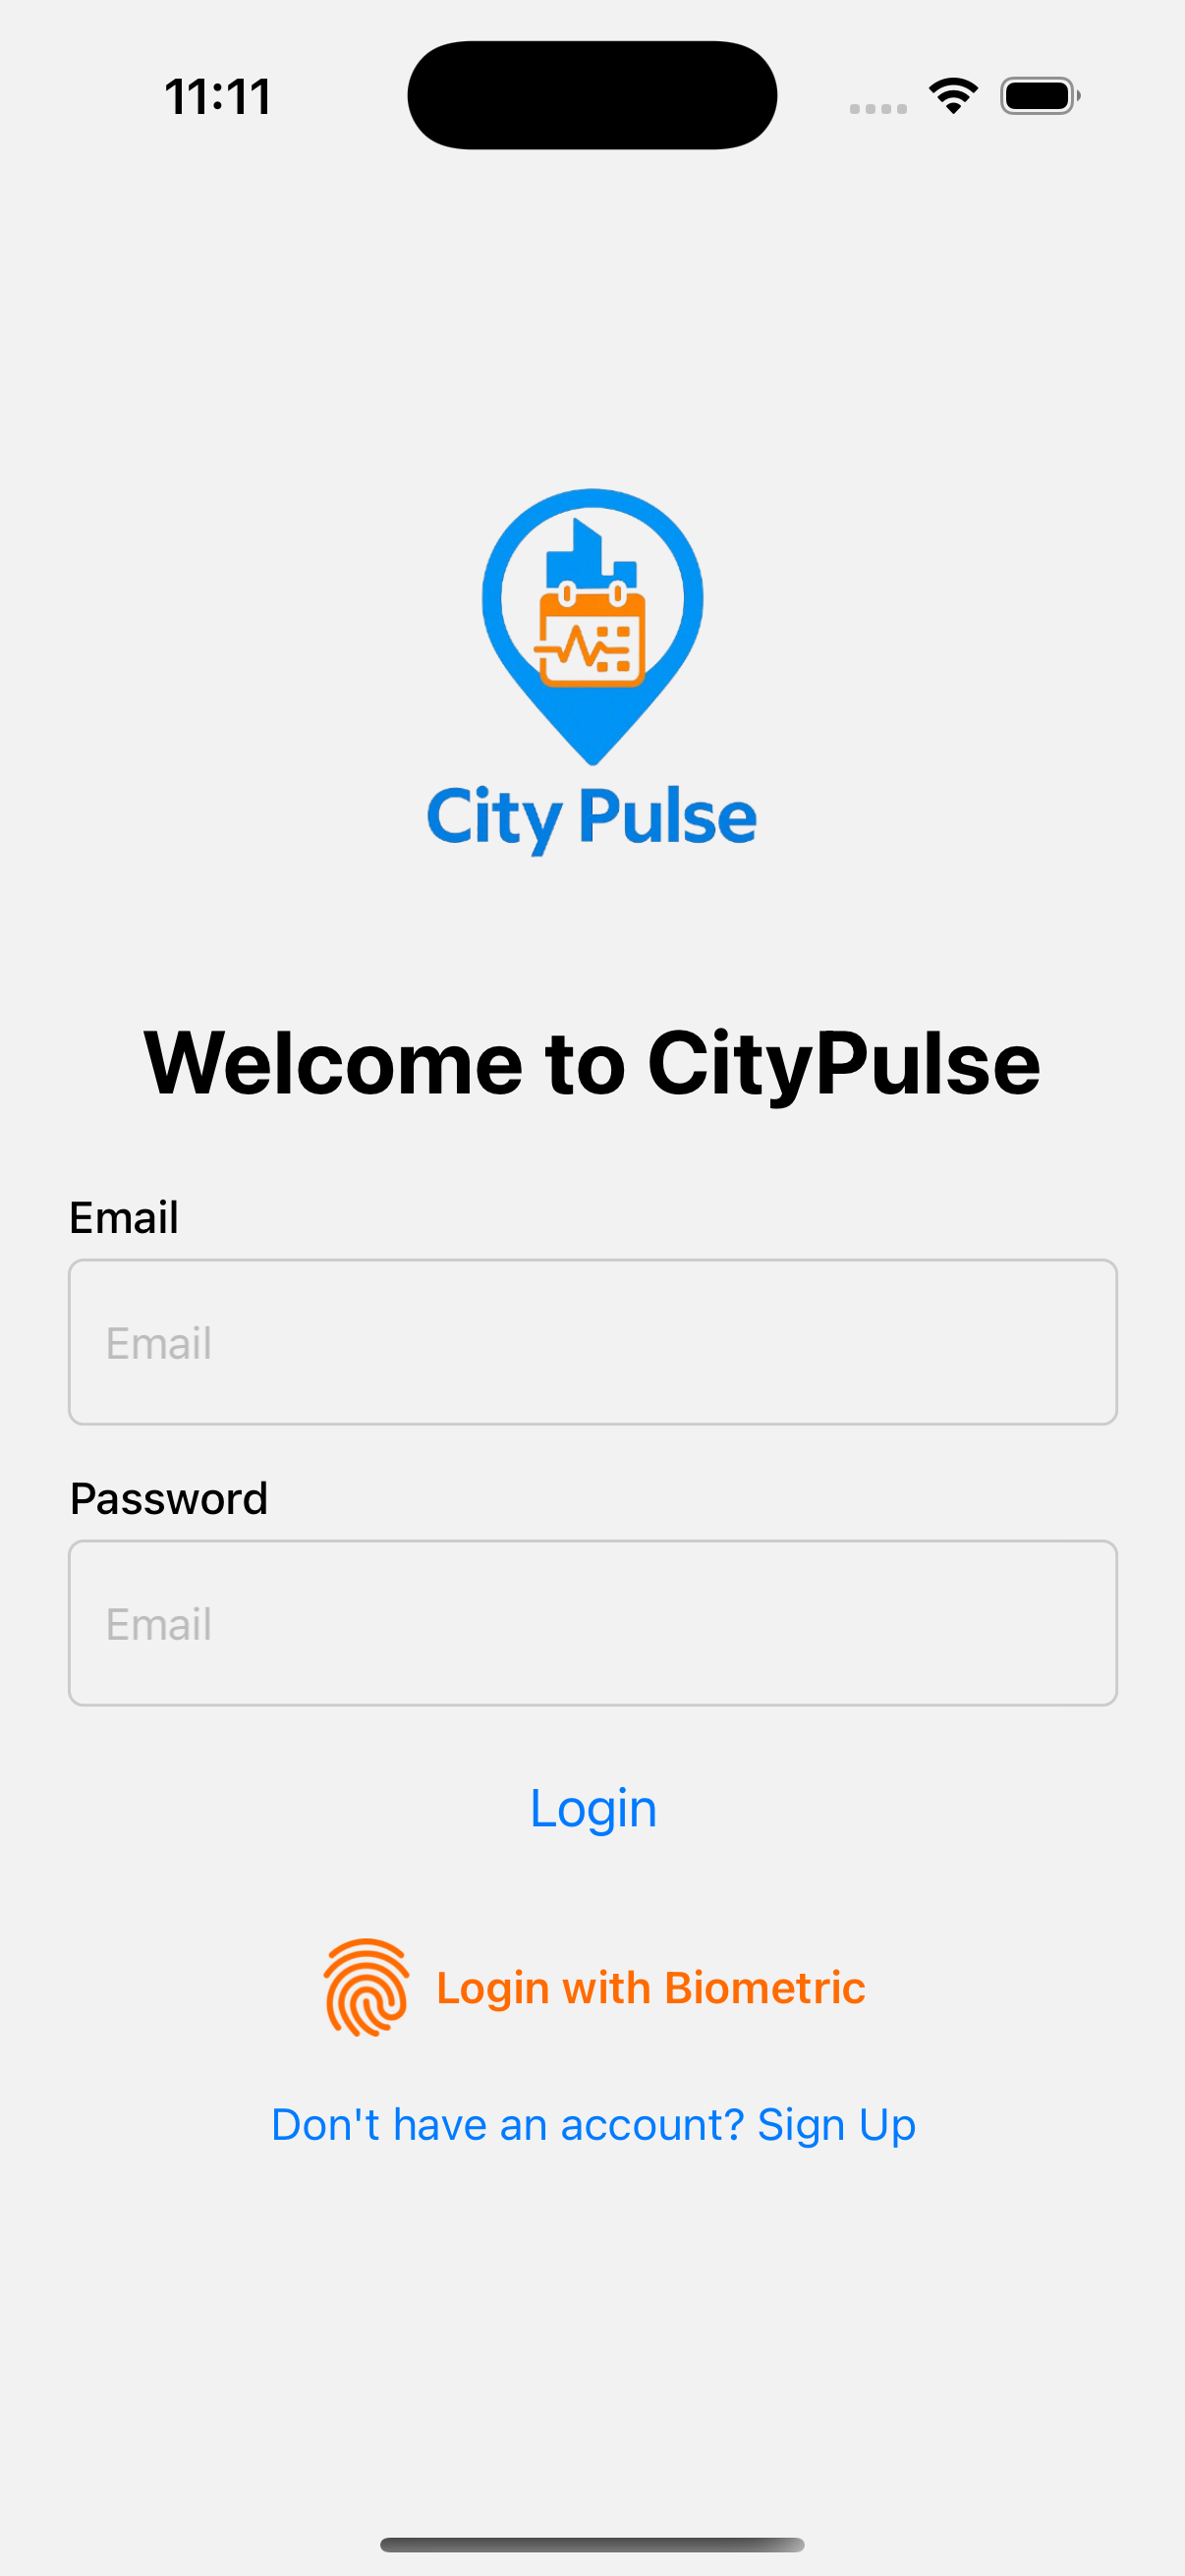 11:11
City Pulse
Welcome to CityPulse
Email
Email
Password
Email
Login
Login with Biometric
Don't have an account? Sign Up